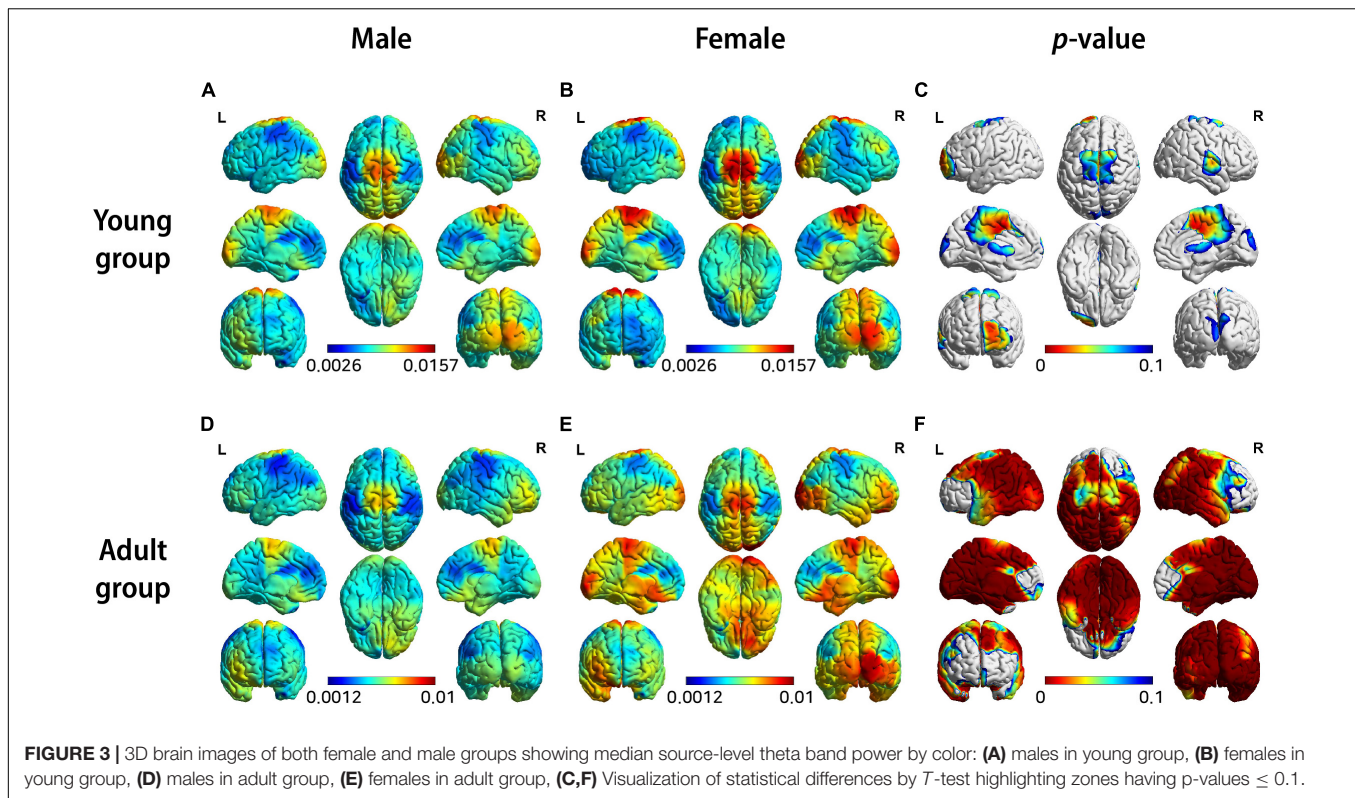 Male Female p-value
A B C
L R L R L R
Young
group
0.0026 0.0157 0.0026 0.0157 0 0.1
D E F
L R L R L R
Adult
group
0.0012 0.01 0.0012 0.01 0 0.1
FIGURE 3 | 3D brain images of both female and male groups showing median source-level theta band power by color: (A) males in young group, (B) females in
young group, (D) males in adult group, (E) females in adult group, (C,F) Visualization of statistical differences by T-test highlighting zones having p-values ≤ 0.1.